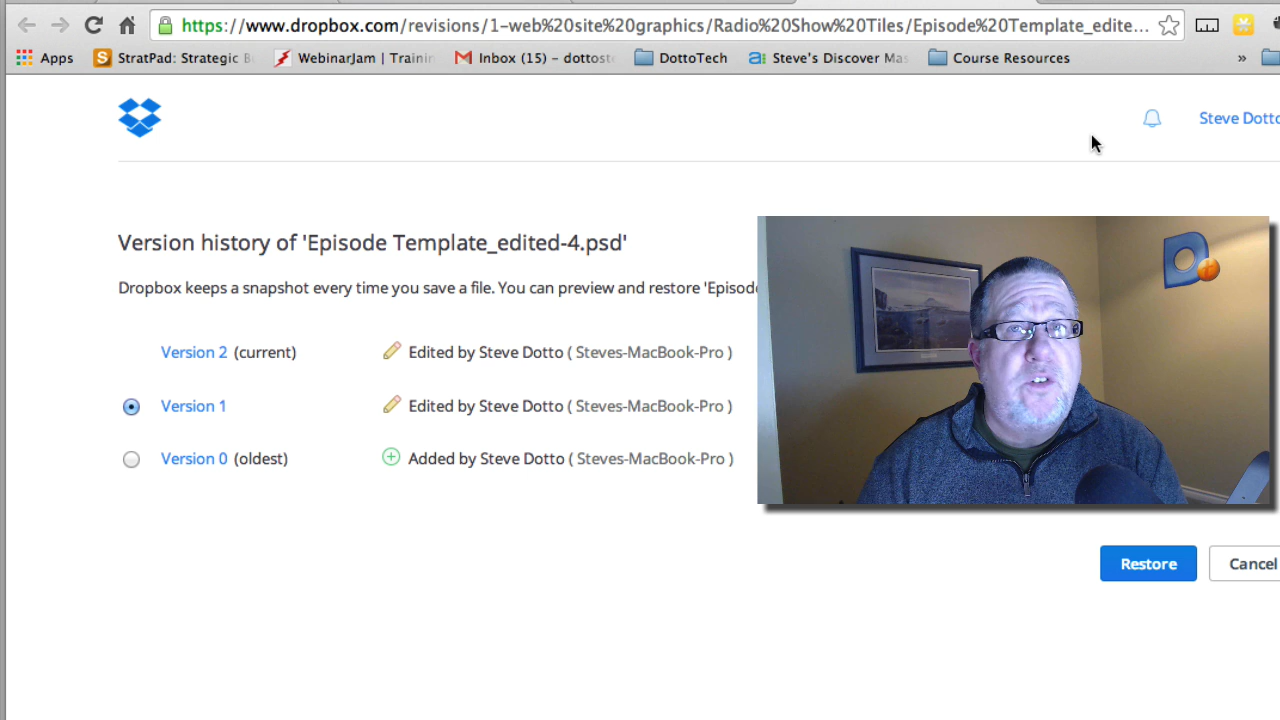 https://www.dropbox.com/revisions/1-web%20site%20graphics/Radio%20Show%20Tiles/Episode%20Template_edite...
Apps StratPad: Strategic B WebinarJam | Trainin Inbox (15) - dottoste DottoTech Steve's Discover Mas Course Resources »
Steve Dotto
Version history of 'Episode Template_edited-4.psd'
Dropbox keeps a snapshot every time you save a file. You can preview and restore 'Episode
Version 2 (current) Edited by Steve Dotto ( Steves-MacBook-Pro )
Version 1 Edited by Steve Dotto ( Steves-MacBook-Pro )
Version 0 (oldest) Added by Steve Dotto ( Steves-MacBook-Pro )
Restore Cancel